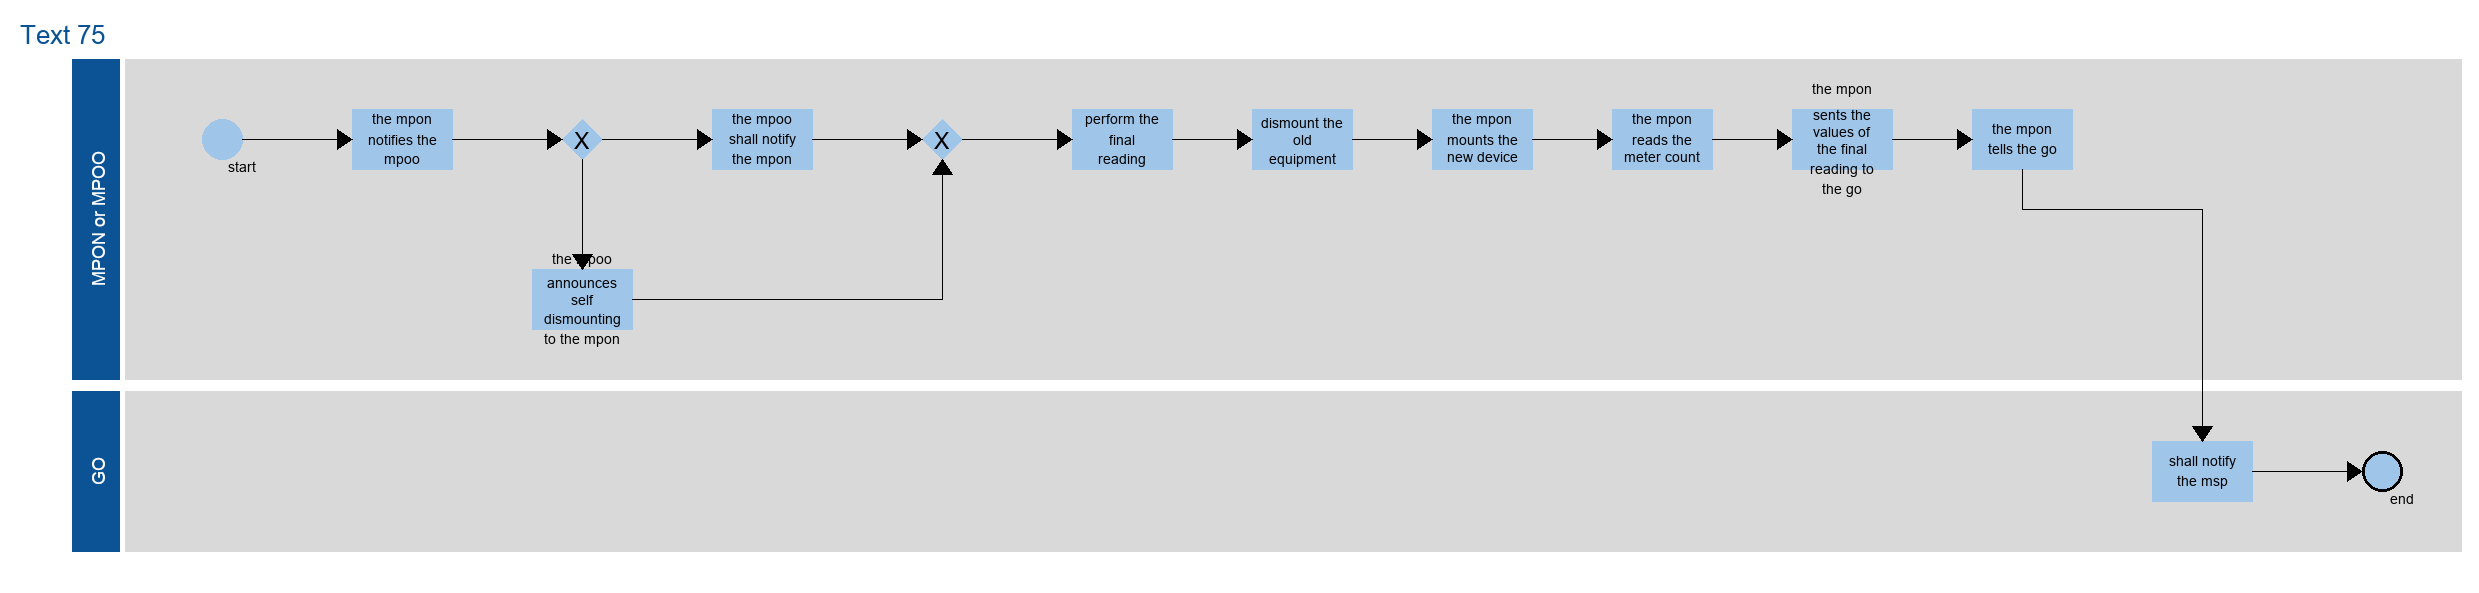 Text 75
MPON or MPOO
start
the mpon
notifies the
mpoo
X
the mpoo
announces
self
dismounting
to the mpon
the mpoo
shall notify
the mpon
X
perform the
final
reading
dismount the
old
equipment
the mpon
mounts the
new device
the mpon
reads the
meter count
the mpon
sents the
values of
the final
reading to
the go
the mpon
tells the go
GO
shall notify
the msp
end